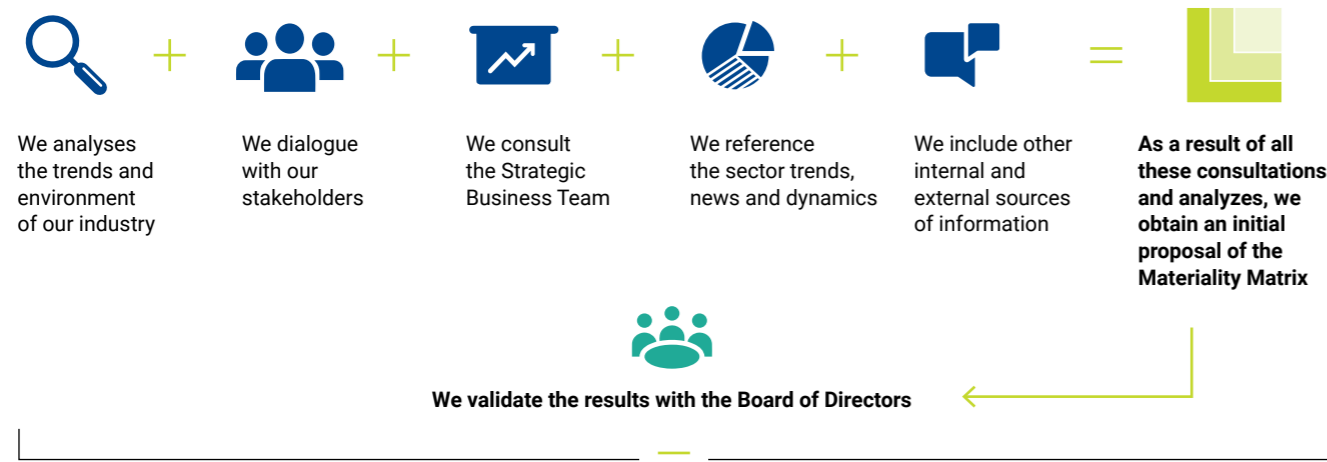 We analyses
the trends and
environment
of our industry
We dialogue
with our
stakeholders
We consult
the Strategic
Business Team
We reference
the sector trends,
news and dynamics
We include other
internal and
external sources
of information
As a result of all
these consultations
and analyzes, we
obtain an initial
proposal of the
Materiality Matrix
We validate the results with the Board of Directors